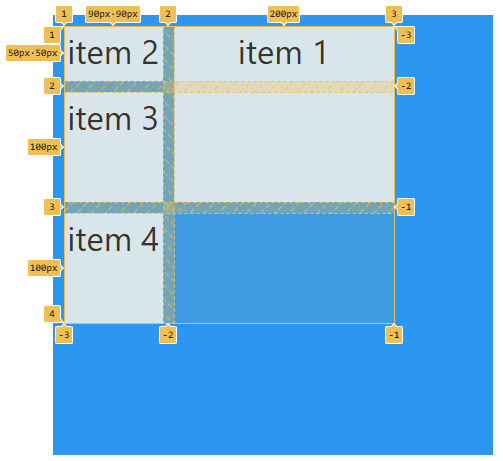 1 90px·90px 2 200px 3
1 -3
50px·50px item 2 item 1
2 -2
item 3
100px
3 -1
item 4
100px
4
-3 -2 -1